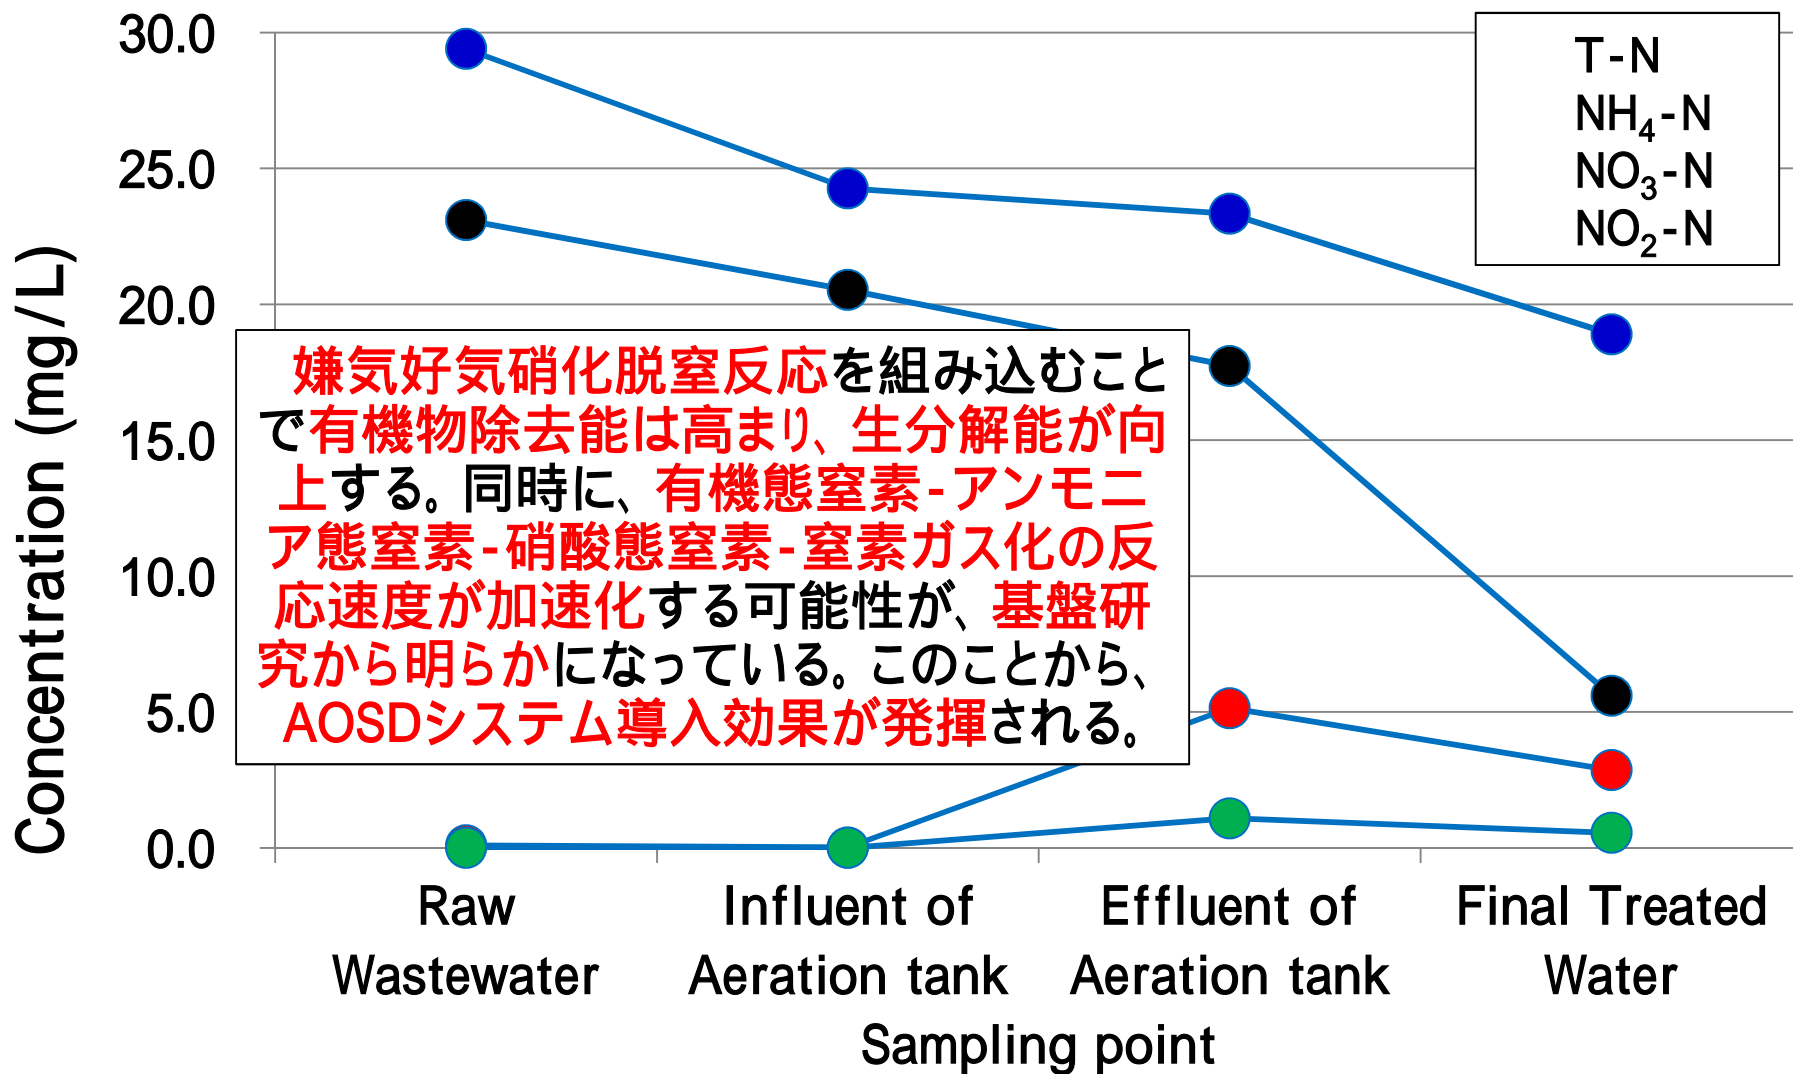 30.0
25.0
20.0
15.0
10.0
5.0
0.0
Concentration (mg/L)
T-N
NH₄-N
NO₃-N
NO₂-N
嫌気好気硝化脱窒反応を組み込むこと
で有機物除去能は高まり、生分解能が向
上する。同時に、有機態窒素-アンモニ
ア態窒素-硝酸態窒素-窒素ガス化の反
応速度が加速化する可能性が、基盤研
究から明らかになっている。このことから、
AOSDシステム導入効果が発揮される。
Raw
Wastewater
Influent of
Aeration tank
Effluent of
Aeration tank
Final Treated
Water
Sampling point